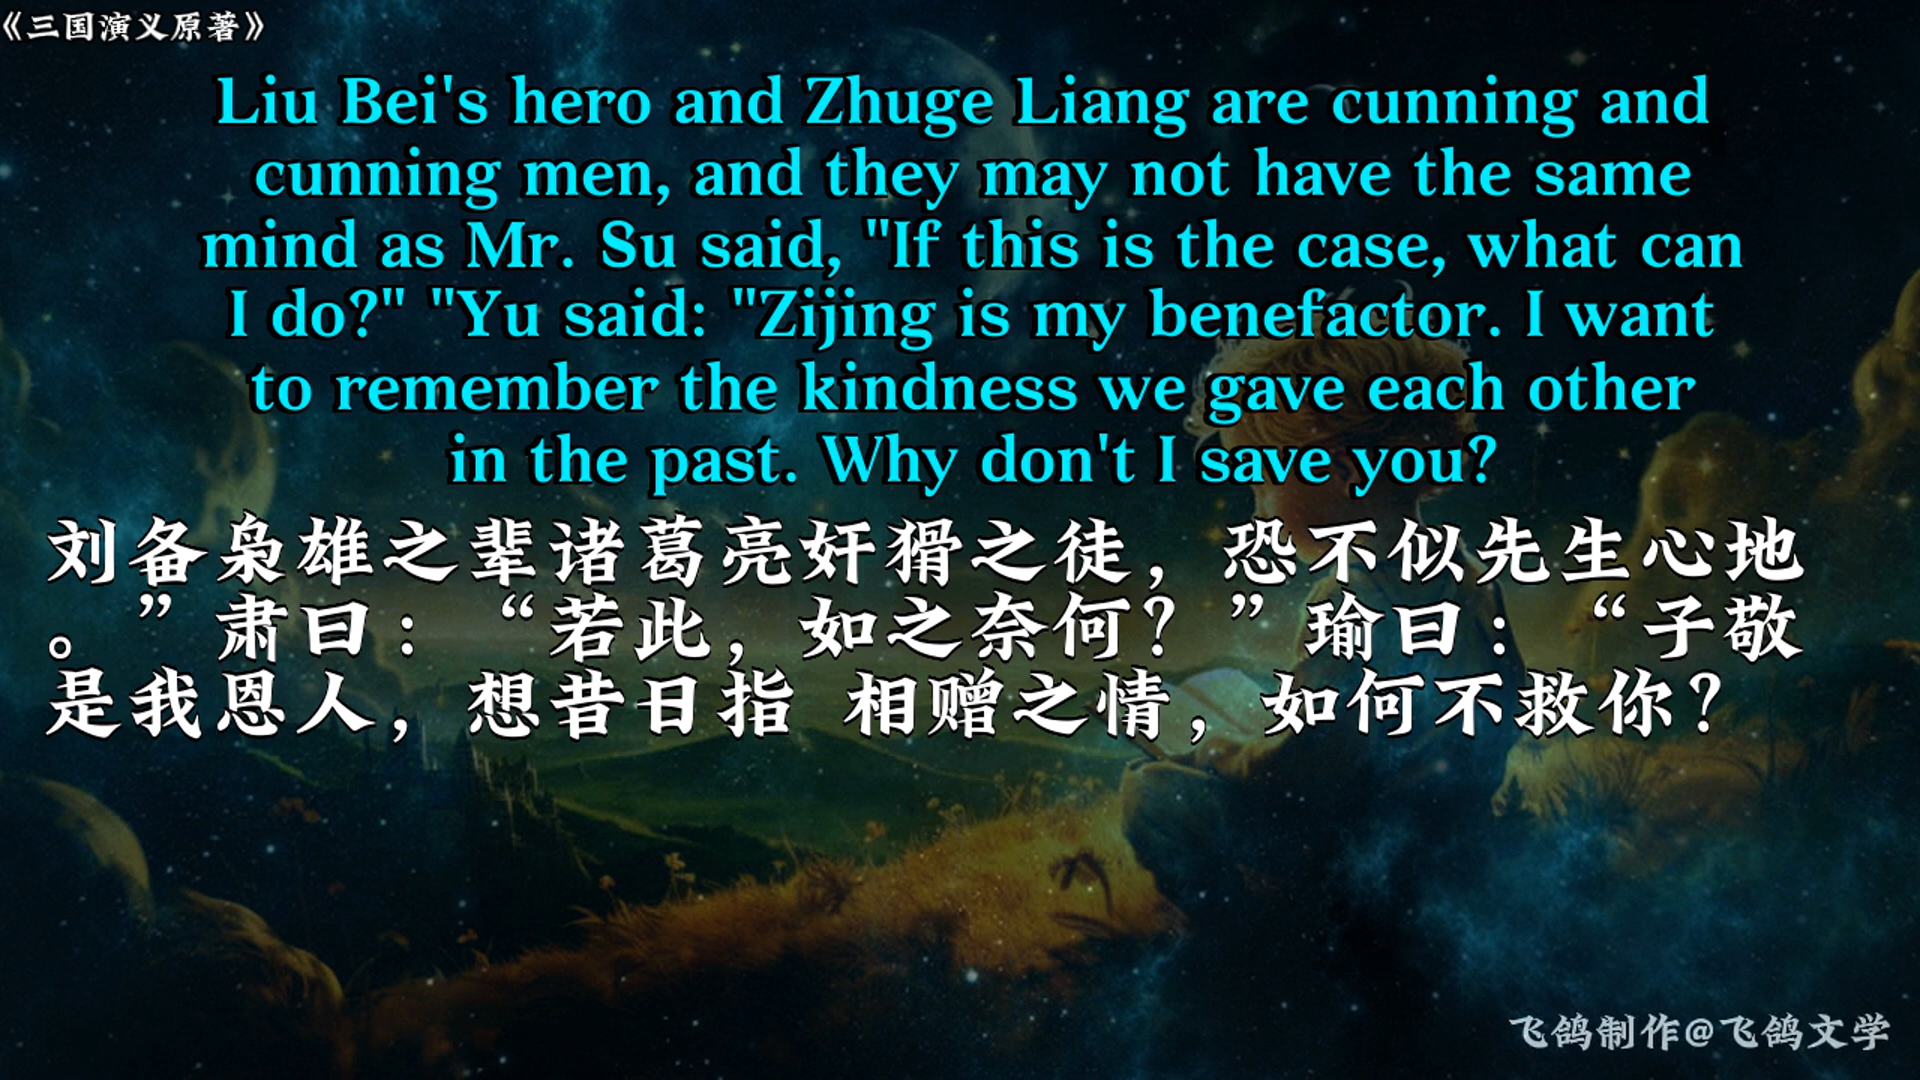 《三国演义原著》
Liu Bei's hero and Zhuge Liang are cunning and
cunning men, and they may not have the same
mind as Mr. Su said, "If this is the case, what can
I do?" "Yu said: "Zijing is my benefactor. I want
to remember the kindness we gave each other
in the past. Why don't I save you?
刘备枭雄之辈诸葛亮奸猾之徒，恐不似先生心地
。”肃曰：“若此，如之奈何？”瑜曰：“子敬
是我恩人，想昔日指 相赠之情，如何不救你？
飞鸽制作@飞鸽文学